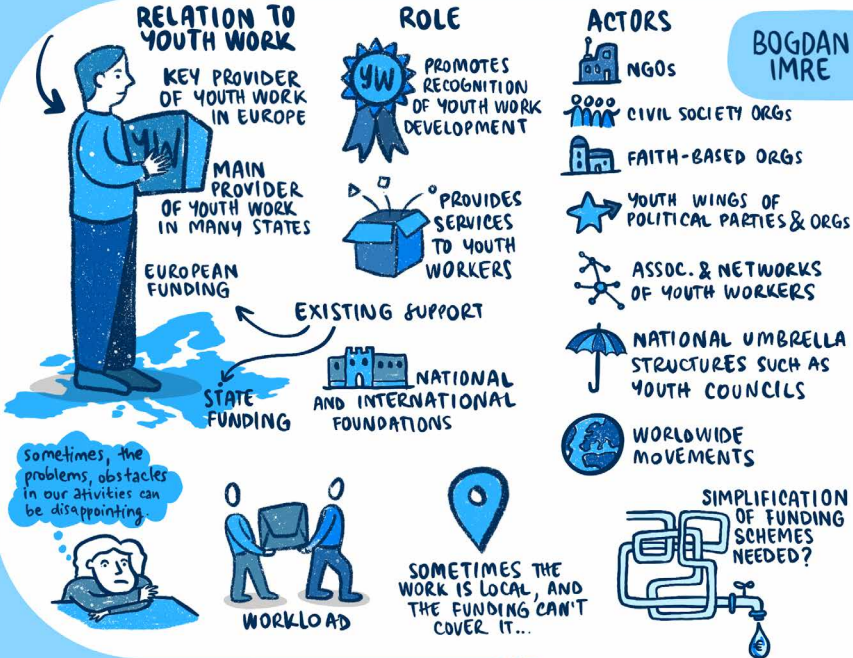 RELATION TO
YOUTH WORK
KEY PROVIDER
OF YOUTH WORK
IN EUROPE
YW
MAIN
PROVIDER
OF YOUTH WORK
IN MANY STATES
EUROPEAN
FUNDING
EXISTING SUPPORT
STATE
FUNDING
NATIONAL
AND INTERNATIONAL
FOUNDATIONS
ROLE
YW
PROMOTES
RECOGNITION
OF YOUTH WORK
DEVELOPMENT
PROVIDES
SERVICES
TO YOUTH
WORKERS
ACTORS
NGOs
CIVIL SOCIETY ORGs
FAITH-BASED ORGs
YOUTH WINGS OF
POLITICAL PARTIES & ORGs
ASSOC. & NETWORKS
OF YOUTH WORKERS
NATIONAL UMBRELLA
STRUCTURES SUCH AS
YOUTH COUNCILS
WORLDWIDE
MOVEMENTS
BOGDAN
IMRE
sometimes, the
problems, obstacles
in our ativities can
be disappointing.
WORKLOAD
SOMETIMES THE
WORK IS LOCAL, AND
THE FUNDING CAN'T
COVER IT...
SIMPLIFICATION
OF FUNDING
SCHEMES
NEEDED?
€